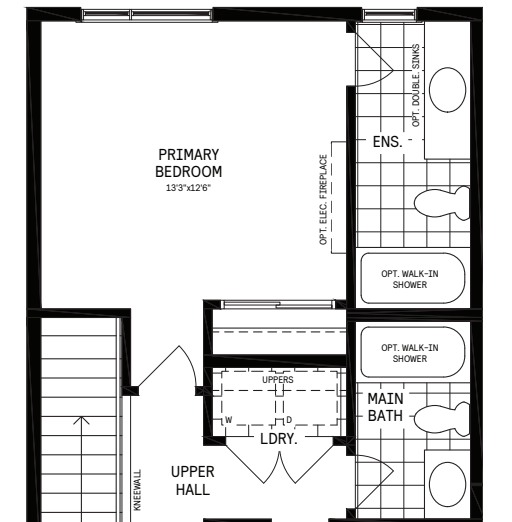 OPT. DOUBLE. SINKS
ENS.
PRIMARY
BEDROOM
13'3"x12'6"
OPT. ELEC. FIREPLACE
OPT. WALK-IN
SHOWER
OPT. WALK-IN
SHOWER
UPPERS
MAIN
BATH
W
D
LDRY.
UPPER
HALL
KNEEWALL